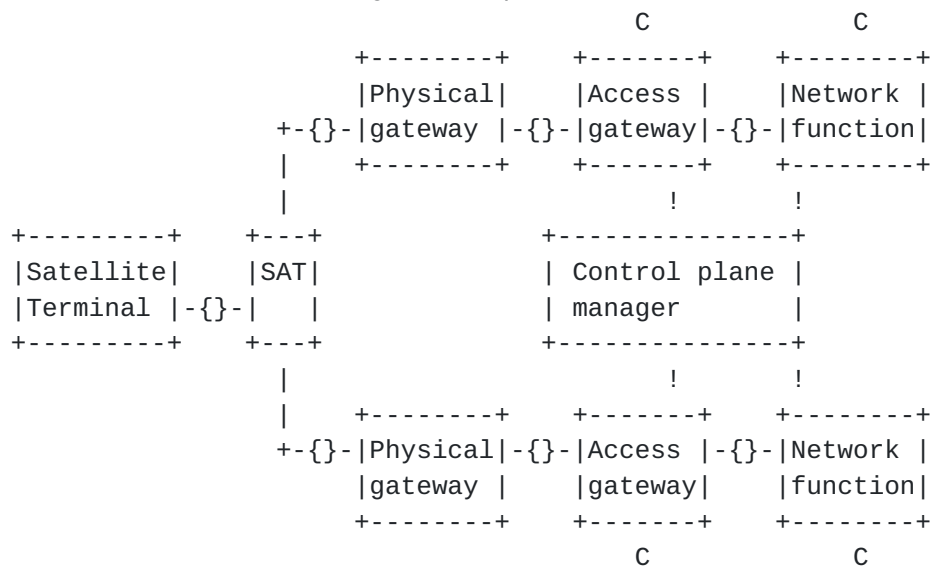 C            C
               +--------+   +-------+   +--------+
               |Physical|   |Access |   |Network |
          +-{}-|gateway |-{}-|gateway|-{}-|function|
          |    +--------+   +-------+   +--------+
          |                      !       !
+---------+   +---+            +---------------+
|Satellite|   |SAT|            | Control plane |
|Terminal |-{}-|   |            | manager       |
+---------+   +---+            +---------------+
          |                      !       !
          |    +--------+   +-------+   +--------+
          +-{}-|Physical|-{}-|Access |-{}-|Network |
               |gateway |   |gateway|   |function|
               +--------+   +-------+   +--------+
                                C            C